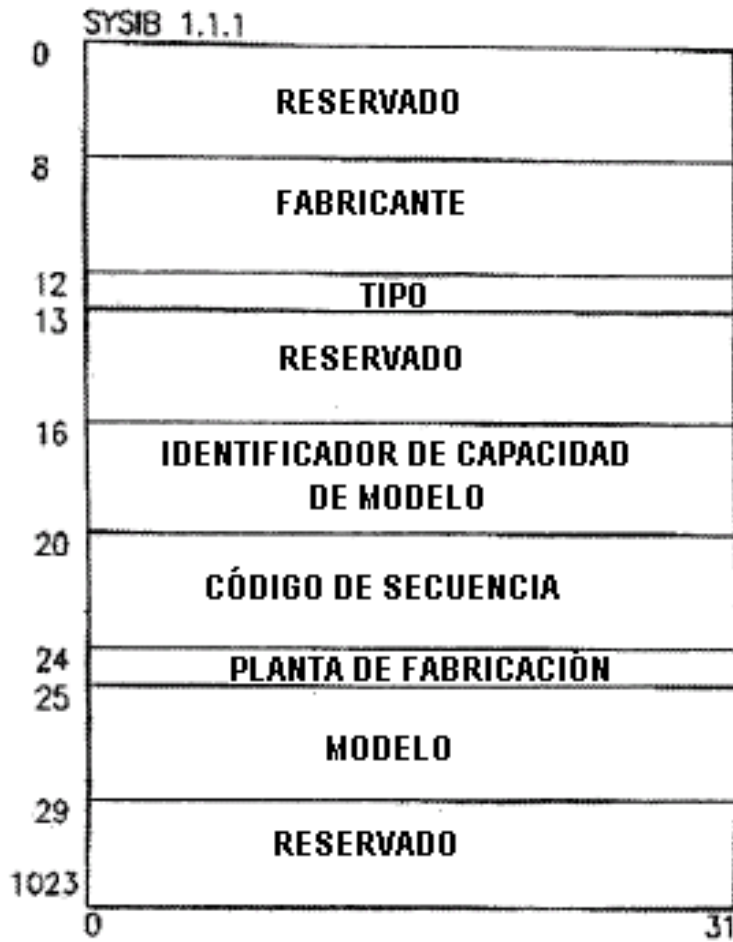 SYSIB 1.1.1
0
RESERVADO
8
FABRICANTE
12
TIPO
13
RESERVADO
16
IDENTIFICADOR DE CAPACIDAD
DE MODELO
20
CÓDIGO DE SECUENCIA
24
PLANTA DE FABRICACIÓN
25
MODELO
29
RESERVADO
1023
0 31